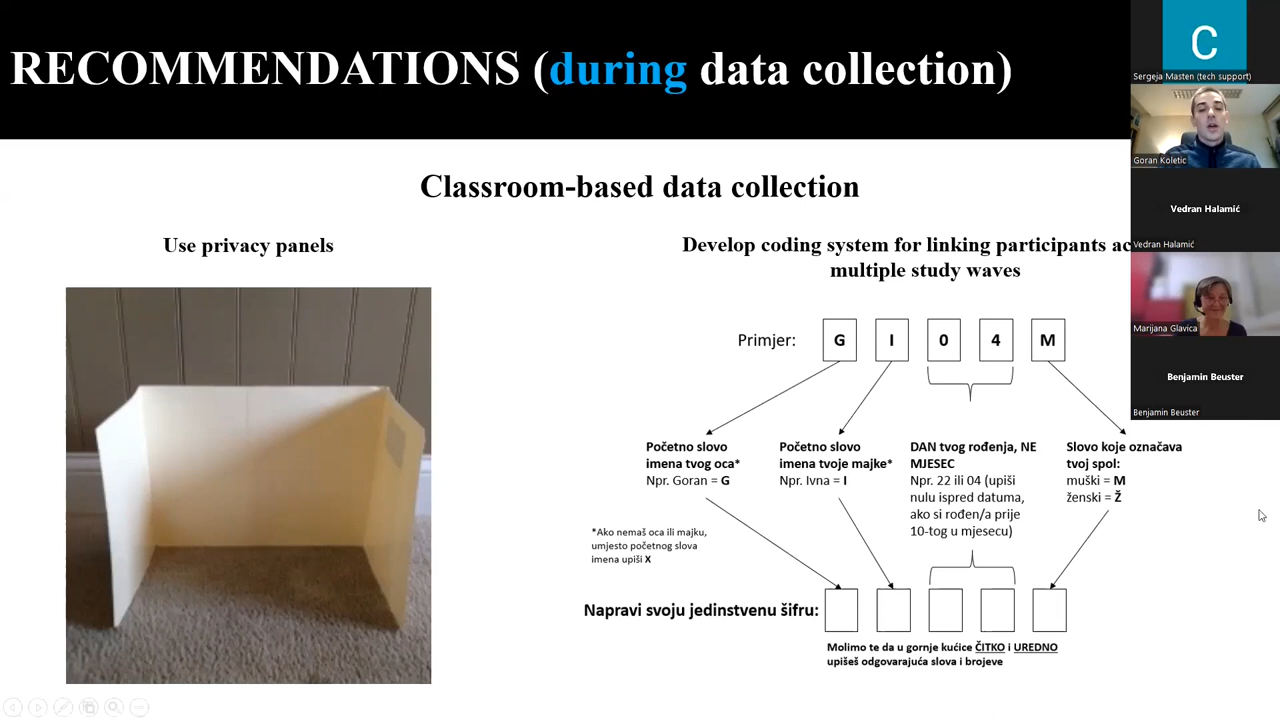 RECOMMENDATIONS (during data collection)
Classroom-based data collection
Use privacy panels
Develop coding system for linking participants ac
multiple study waves
Primjer: G I 0 4 M
Početno slovo
imena tvog oca*
Npr. Goran = G
Početno slovo
imena tvoje majke*
Npr. Ivna = I
DAN tvog rođenja, NE
MJESEC
Npr. 22 ili 04 (upiši
nulu ispred datuma,
ako si rođen/a prije
10-tog u mjesecu)
Slovo koje označava
tvoj spol:
muški = M
ženski = Ž
*Ako nemaš oca ili majku,
umjesto početnog slova
imena upiši X
Napravi svoju jedinstvenu šifru:
Molimo te da u gornje kućice ČITKO i UREDNO
upišeš odgovarajuća slova i brojeve
C
Sergeja Masten (tech support)
Goran Koletic
Vedran Halamić
Vedran Halamić
Marijana Glavica
Benjamin Beuster
Benjamin Beuster